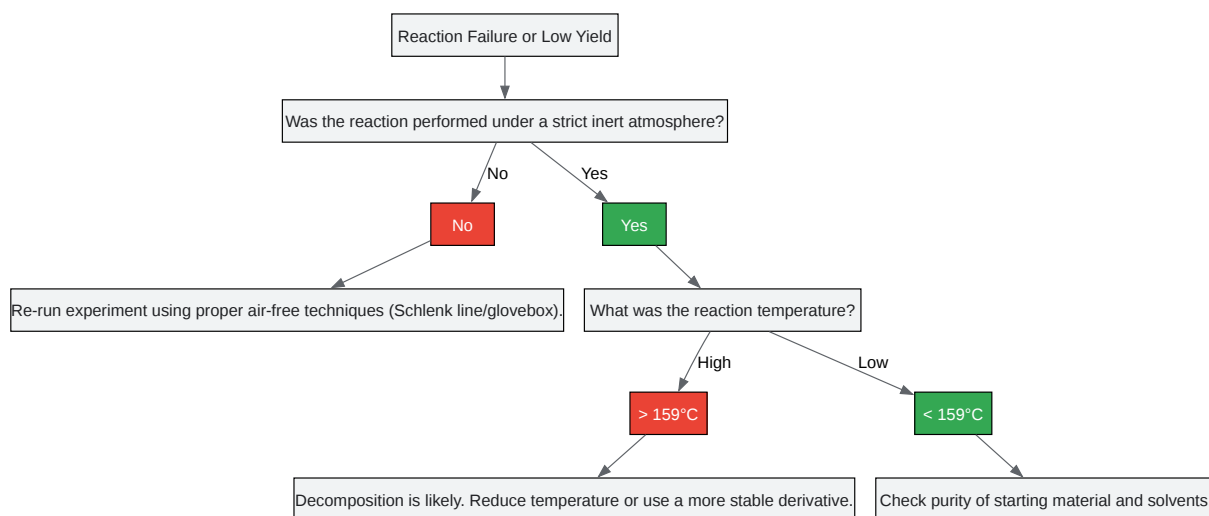 Reaction Failure or Low Yield
Was the reaction performed under a strict inert atmosphere?
No
Yes
No
Yes
Re-run experiment using proper air-free techniques (Schlenk line/glovebox).
What was the reaction temperature?
High
Low
> 159°C
< 159°C
Decomposition is likely. Reduce temperature or use a more stable derivative.
Check purity of starting material and solvents